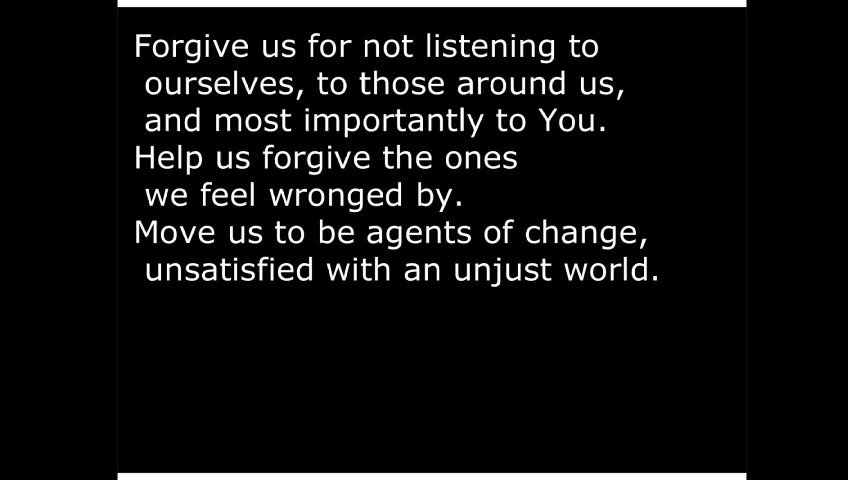 Forgive us for not listening to
ourselves, to those around us,
and most importantly to You.
Help us forgive the ones
we feel wronged by.
Move us to be agents of change,
unsatisfied with an unjust world.